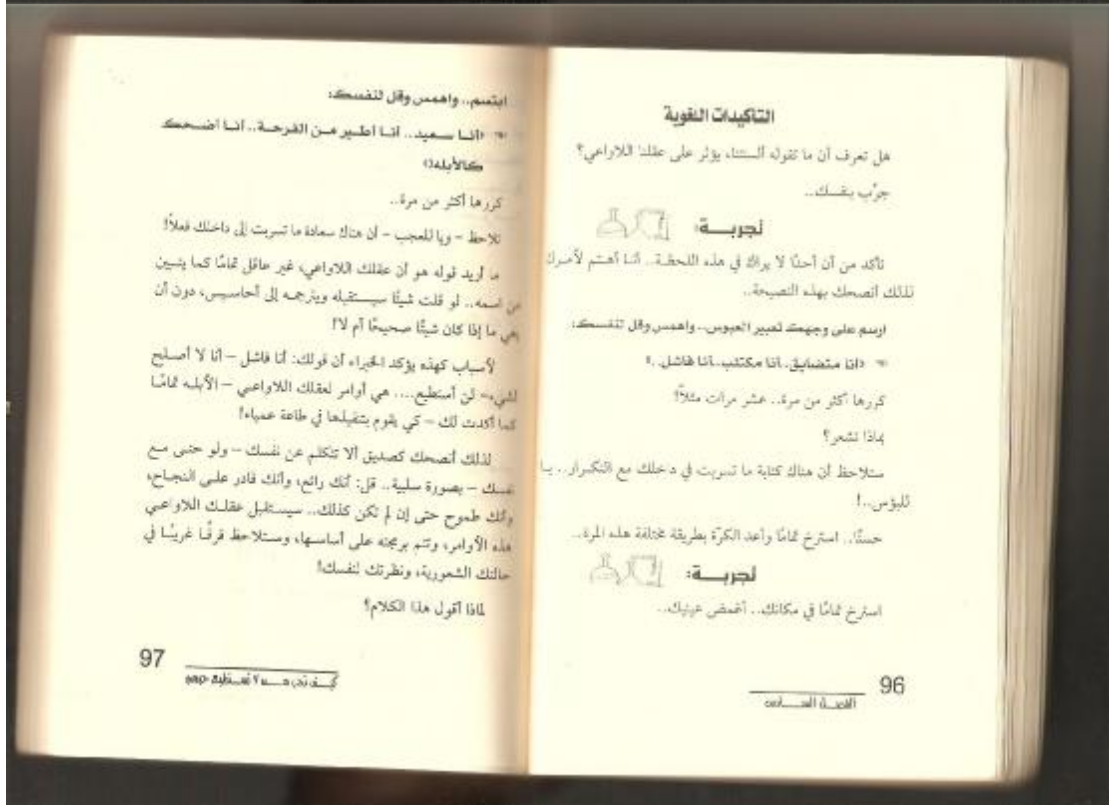 التأكيدات اللغوية
هل تعرف أن ما تقوله ألسنتنا، يؤثر على عقلنا اللاواعي؟
جرِّب بنفسك..
تجربــة:
تأكد من أن أحدًا لا يراك في هذه اللحظة.. أنا أهتم لأمرك
لذلك أنصحك بهذه النصيحة..
ارسم على وجهك تعبير العبوس.. واهمس وقل لنفسك:
«أنا متضايق..أنا مكتئب..أنا فاشل..»
كررها أكثر من مرة.. عشر مرات مثلاً!
بماذا تشعر؟
ستلاحظ أن هناك كتابة ما تسربت في دخلك مع التكرار.. يا
للبؤس..!
حسنًا.. استرخ تمامًا وأعد الكرّة بطريقة مختلفة هذه المرة..
تجربــة:
استرخ تمامًا في مكانك.. أغمض عينيك..
96
القصة
ابتسم.. واهمس وقل لنفسك:
«أنا سعيد.. أنا أطير من الفرحة.. أنا أضحك
كالأبله!»
كررها أكثر من مرة..
تلاحظ – ويا للعجب – أن هناك سعادة ما تسربت إلى داخلك فعلاً!
ما أريد قوله هو أن عقلك اللاواعي، غير عاقل تمامًا كما يتبين
من اسمه.. لو قلت شيئًا سيستقبله ويترجمه إلى أحاسيس، دون أن
يعي ما إذا كان شيئًا صحيحًا أم لا!
لأسباب كهذه يؤكد الخبراء أن قولك: أنا فاشل – أنا لا أصلح
لشيء– لن أستطيع.... هي أوامر لعقلك اللاواعي – الأبله تمامًا
كما أكدت لك – كي يقوم بتنفيذها في طاعة عمياء!
لذلك أنصحك كصديق ألا تتكلم عن نفسك – ولو حتى مع
نفسك – بصورة سلبية.. قل: أنك رائع، وأنك قادر على النجاح،
وأنك طموح حتى إن لم تكن كذلك.. سيستقبل عقلك اللاواعي
هذه الأوامر، وتتم برمجته على أساسها، وستلاحظ فرقًا غريبًا في
حالتك الشعورية، ونظرتك لنفسك!
لماذا أقول هذا الكلام؟
97